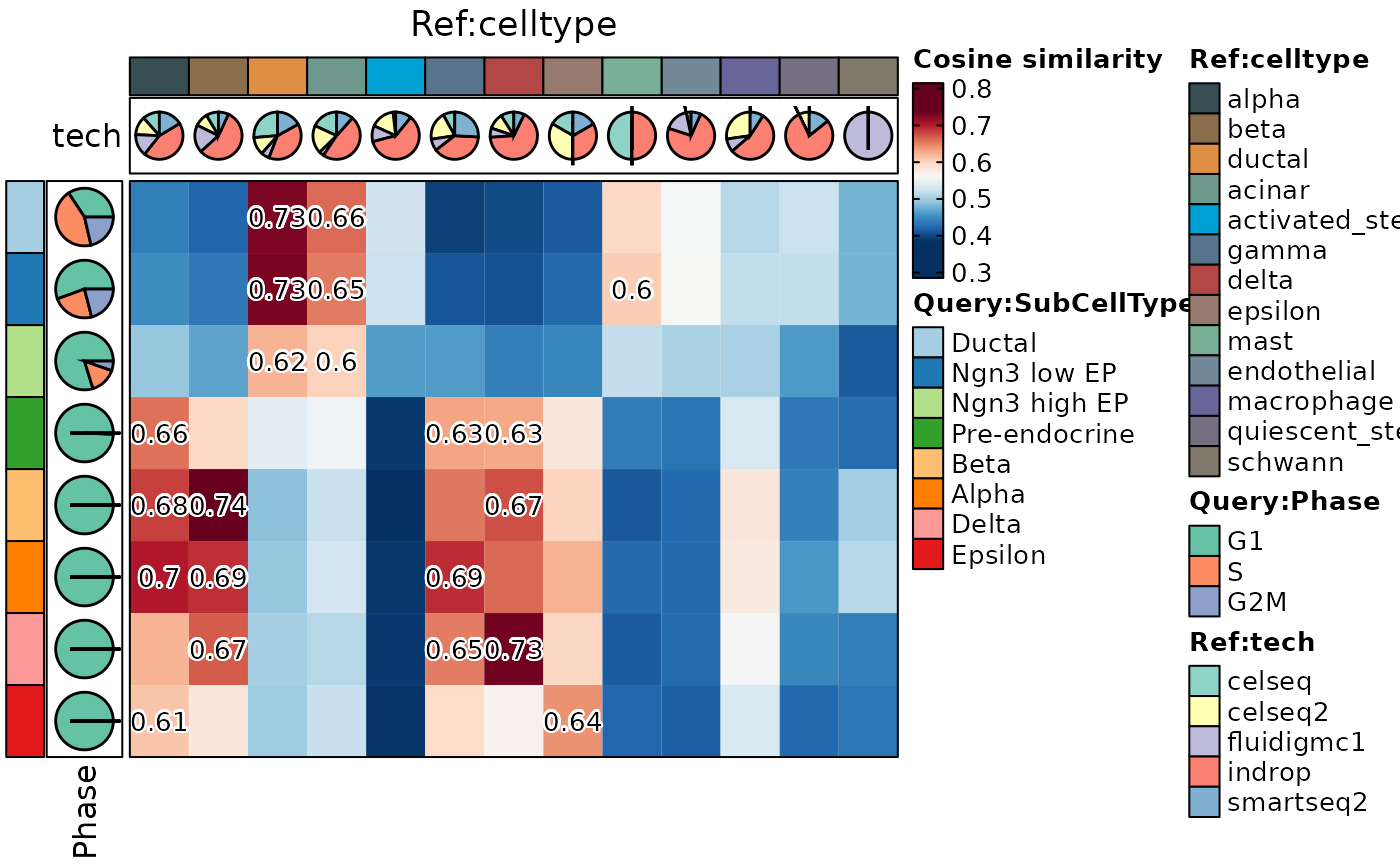 Ref:celltype
tech
0.73 0.66
0.73 0.65 0.6
0.62 0.6
0.66 0.63 0.63
0.68 0.74 0.67
0.7 0.69 0.69
0.67 0.65 0.73
0.61 0.64
Phase
Cosine similarity
0.8
0.7
0.6
0.5
0.4
0.3
Query:SubCellType
Ductal
Ngn3 low EP
Ngn3 high EP
Pre-endocrine
Beta
Alpha
Delta
Epsilon
Ref:celltype
alpha
beta
ductal
acinar
activated_ste
gamma
delta
epsilon
mast
endothelial
macrophage
quiescent_ste
schwann
Query:Phase
G1
S
G2M
Ref:tech
celseq
celseq2
fluidigmc1
indrop
smartseq2